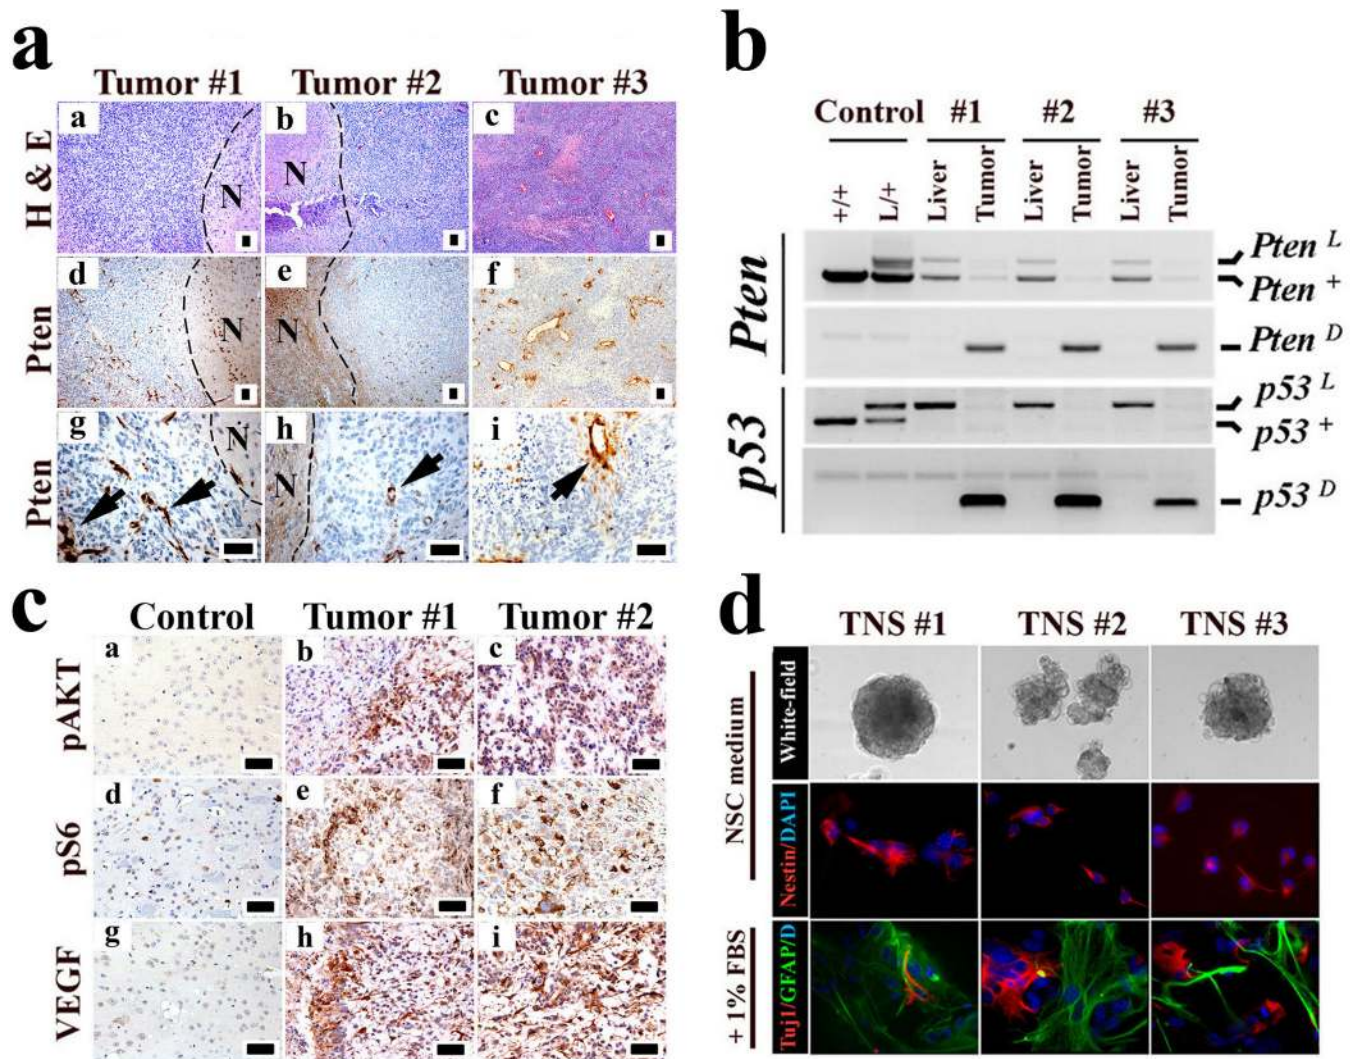 a
Tumor #1 Tumor #2 Tumor #3
H & E
a b c
N N
Pten
d e f
N N
Pten
g h i
N N
b
Control #1 #2 #3
+/+ L/+ Liver Tumor Liver Tumor Liver Tumor
Pten
Pten L
Pten +
Pten D
p53
p53 L
p53 +
p53 D
c
Control Tumor #1 Tumor #2
pAKT
a b c
pS6
d e f
VEGF
g h i
d
TNS #1 TNS #2 TNS #3
NSC medium
White-field
Nestin/DAPI
+ 1% FBS
Tuj1/GFAP/D